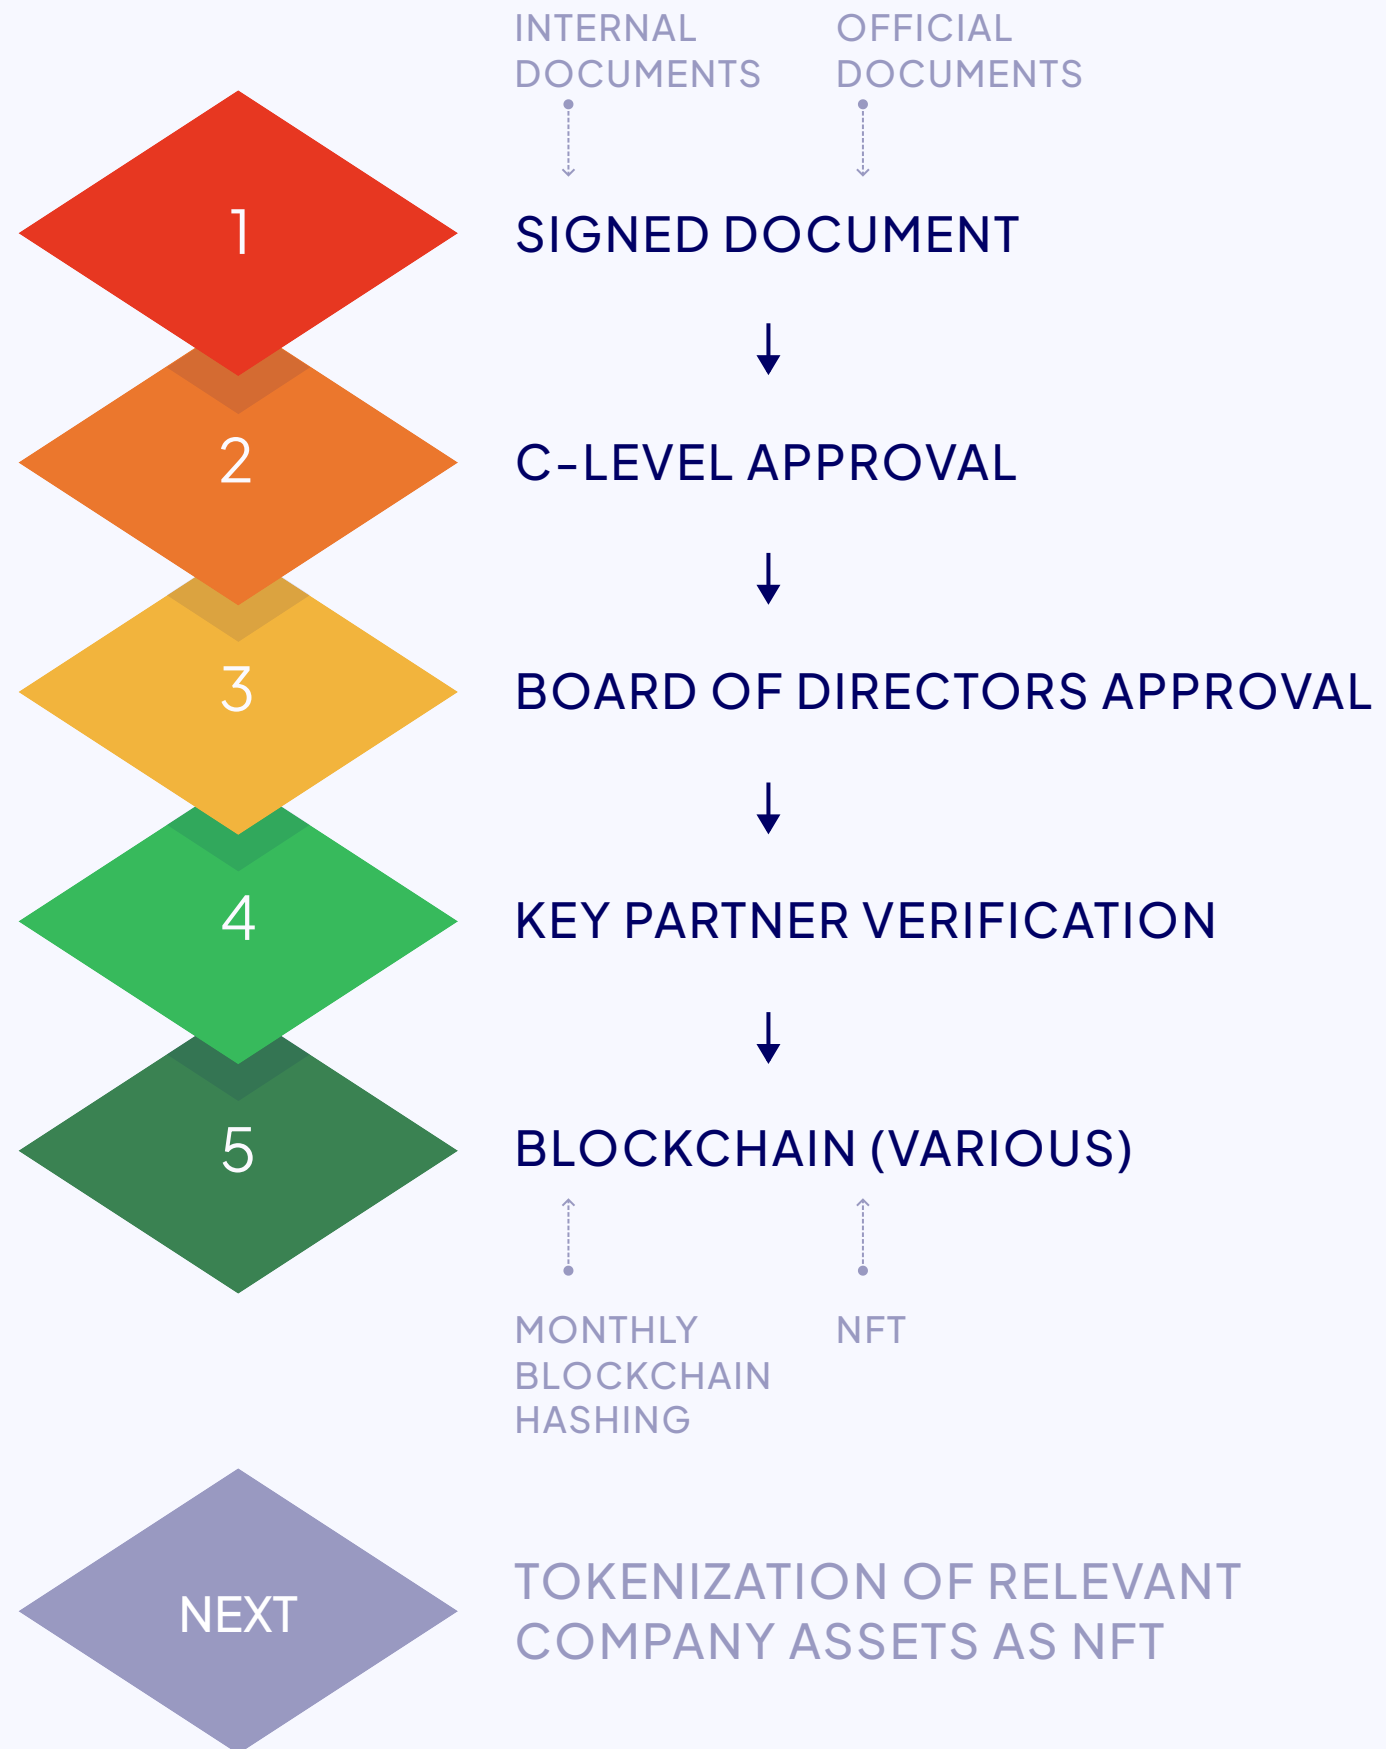 INTERNAL
DOCUMENTS
OFFICIAL
DOCUMENTS
1
SIGNED DOCUMENT
2
C-LEVEL APPROVAL
3
BOARD OF DIRECTORS APPROVAL
4
KEY PARTNER VERIFICATION
5
BLOCKCHAIN (VARIOUS)
MONTHLY
BLOCKCHAIN
HASHING
NFT
NEXT
TOKENIZATION OF RELEVANT
COMPANY ASSETS AS NFT